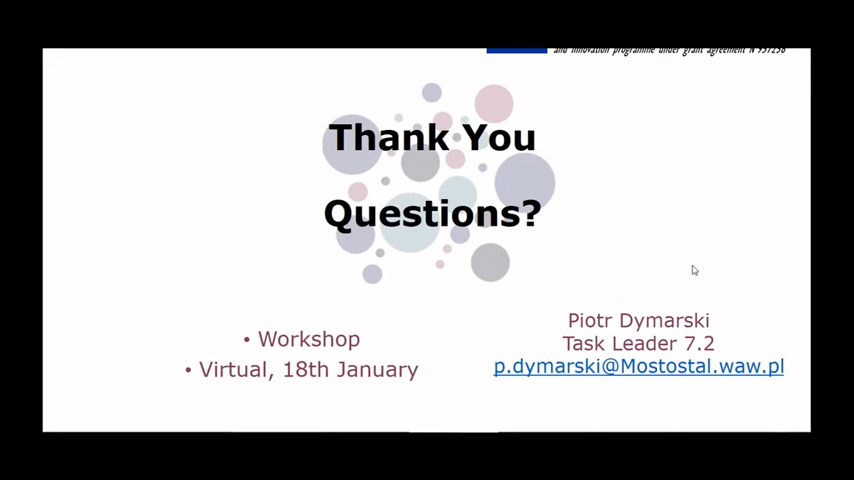 and innovation programme under grant agreement N°957238
Thank You
Questions?
• Workshop
• Virtual, 18th January
Piotr Dymarski
Task Leader 7.2
p.dymarski@Mostostal.waw.pl